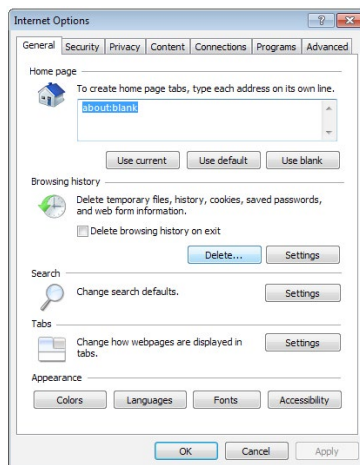 Internet Options
General Security Privacy Content Connections Programs Advanced
Home page
To create home page tabs, type each address on its own line.
about:blank
Use current Use default Use blank
Browsing history
Delete temporary files, history, cookies, saved passwords,
and web form information.
Delete browsing history on exit
Delete... Settings
Search
Change search defaults. Settings
Tabs
Change how webpages are displayed in
tabs.
Settings
Appearance
Colors Languages Fonts Accessibility
OK Cancel Apply